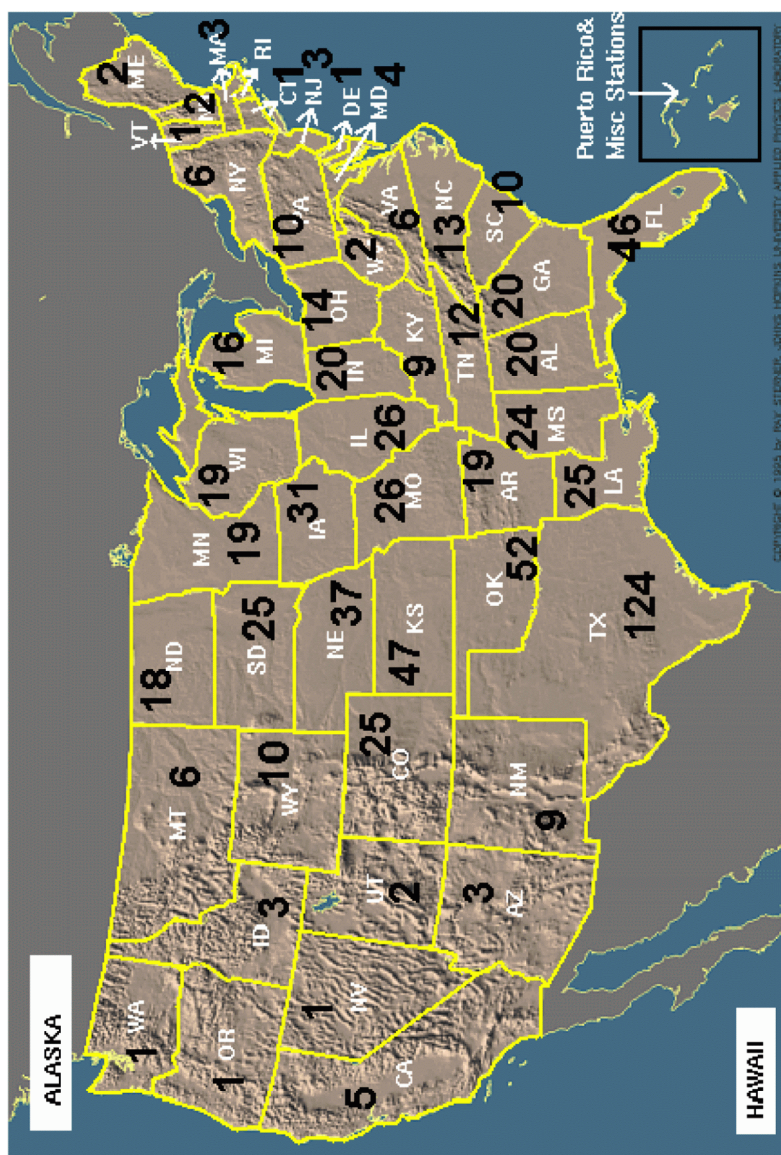 ALASKA
HAWAII
WA
1
OR
1
CA
5
NV
1
ID
3
MT
6
WY
10
UT
2
AZ
3
CO
25
NM
9
ND
18
SD
25
NE
37
KS
47
OK
52
TX
124
MN
19
IA
31
MO
26
AR
19
LA
25
WI
19
IL
26
MS
24
MI
16
IN
20
OH
14
KY
9
TN
12
AL
20
GA
20
FL
46
SC
10
NC
13
VA
6
WV
2
PA
10
NY
6
VT
1
2
ME
2
MA
3
RI
CT
1
NJ
3
DE
1
MD
4
Puerto Rico&
Misc Stations